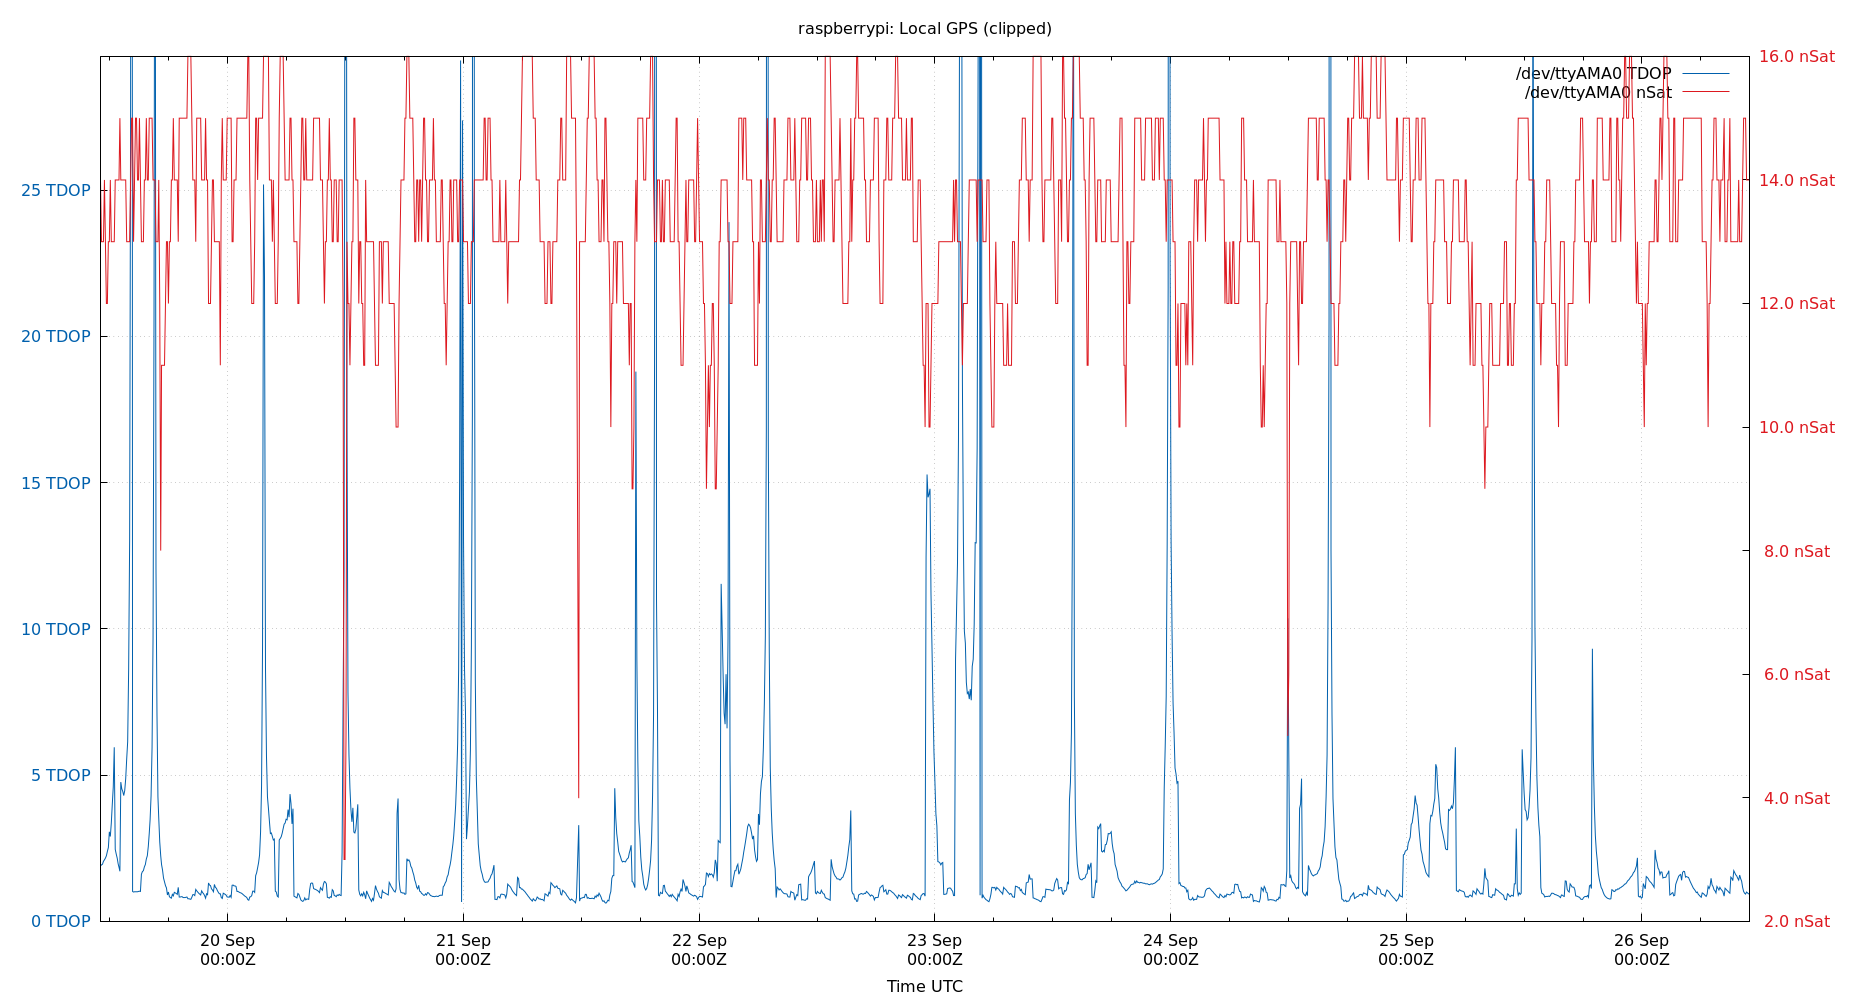 raspberrypi: Local GPS (clipped)
16.0 nSat
/dev/ttyAMA0 TDOP
/dev/ttyAMA0 nSat
25 TDOP
14.0 nSat
12.0 nSat
20 TDOP
10.0 nSat
15 TDOP
8.0 nSat
10 TDOP
6.0 nSat
5 TDOP
4.0 nSat
0 TDOP
2.0 nSat
20 Sep 21 Sep 22 Sep 23 Sep 24 Sep 25 Sep 26 Sep
00:00Z 00:00Z 00:00Z 00:00Z 00:00Z 00:00Z 00:00Z
Time UTC